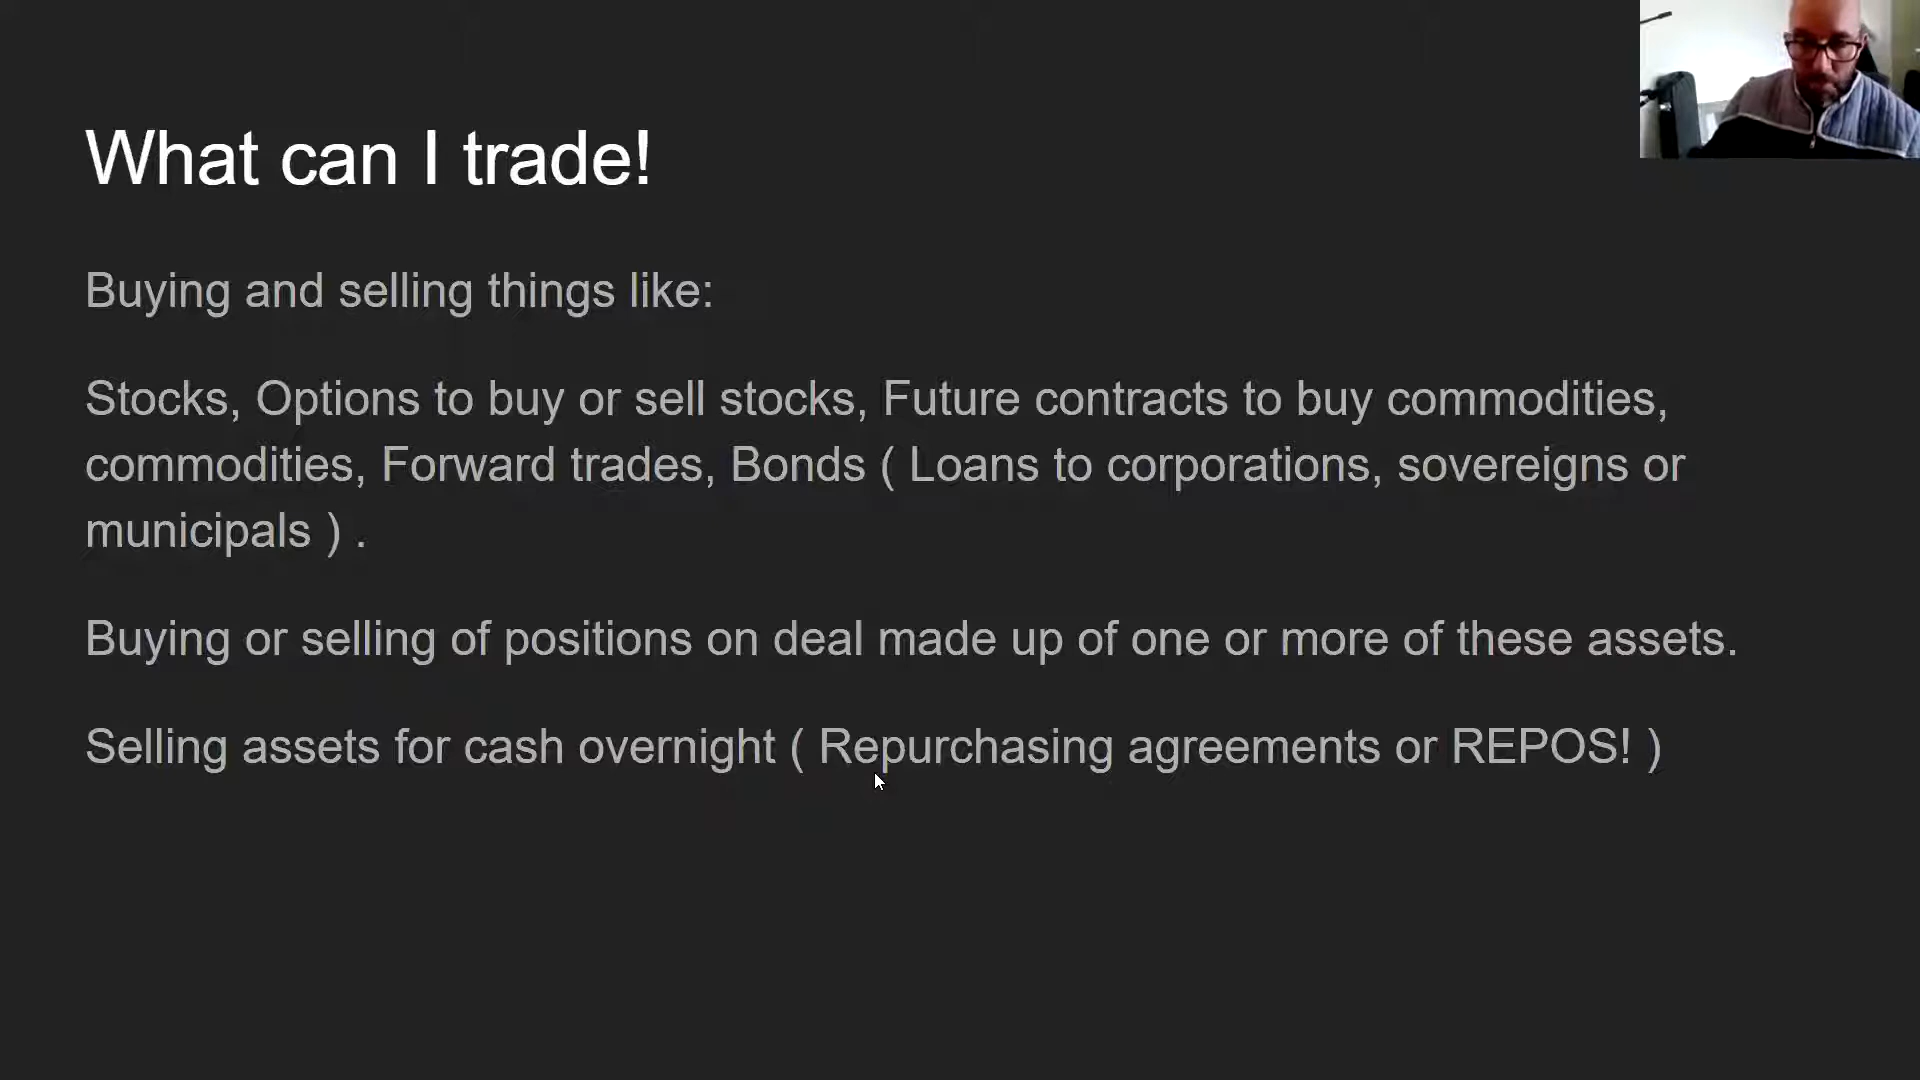 What can I trade!
Buying and selling things like:
Stocks, Options to buy or sell stocks, Future contracts to buy commodities,
commodities, Forward trades, Bonds ( Loans to corporations, sovereigns or
municipals ) .
Buying or selling of positions on deal made up of one or more of these assets.
Selling assets for cash overnight ( Repurchasing agreements or REPOS! )